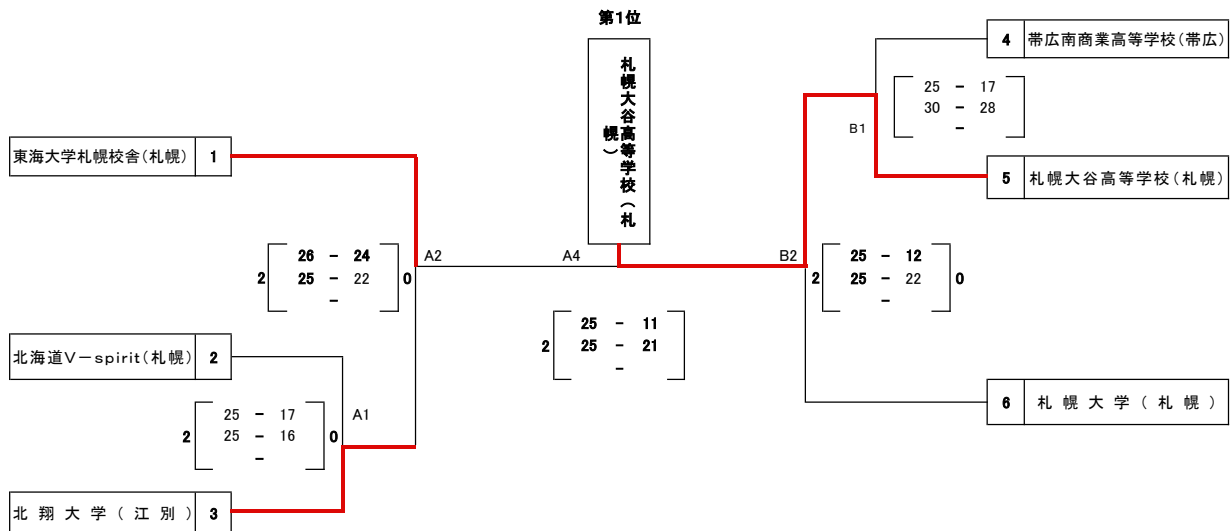 第1位
札幌大谷高等学校(札幌)
4 帯広南商業高等学校(帯広)
25 － 17
30 － 28
－
B1
東海大学札幌校舎(札幌) 1
5 札幌大谷高等学校(札幌)
A2
A4
B2
26 － 24
2 25 － 22 0
－
25 － 12
2 25 － 22 0
－
25 － 11
2 25 － 21
－
北海道V－spirit(札幌) 2
6 札幌大学(札幌)
A1
25 － 17
2 25 － 16 0
－
北翔大学(江別) 3